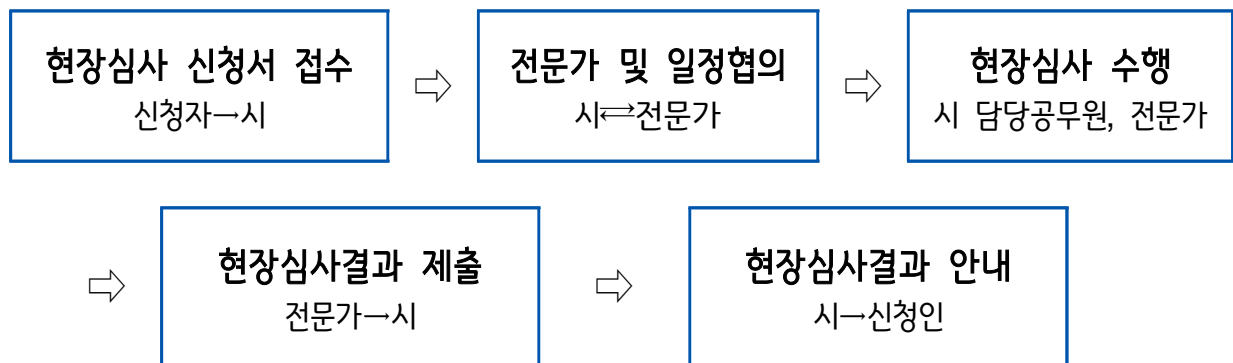 현장심사 신청서 접수
신청자→시
⇨
전문가 및 일정협의
시⇄전문가
⇨
현장심사 수행
시 담당공무원, 전문가
⇨
현장심사결과 제출
전문가→시
⇨
현장심사결과 안내
시→신청인